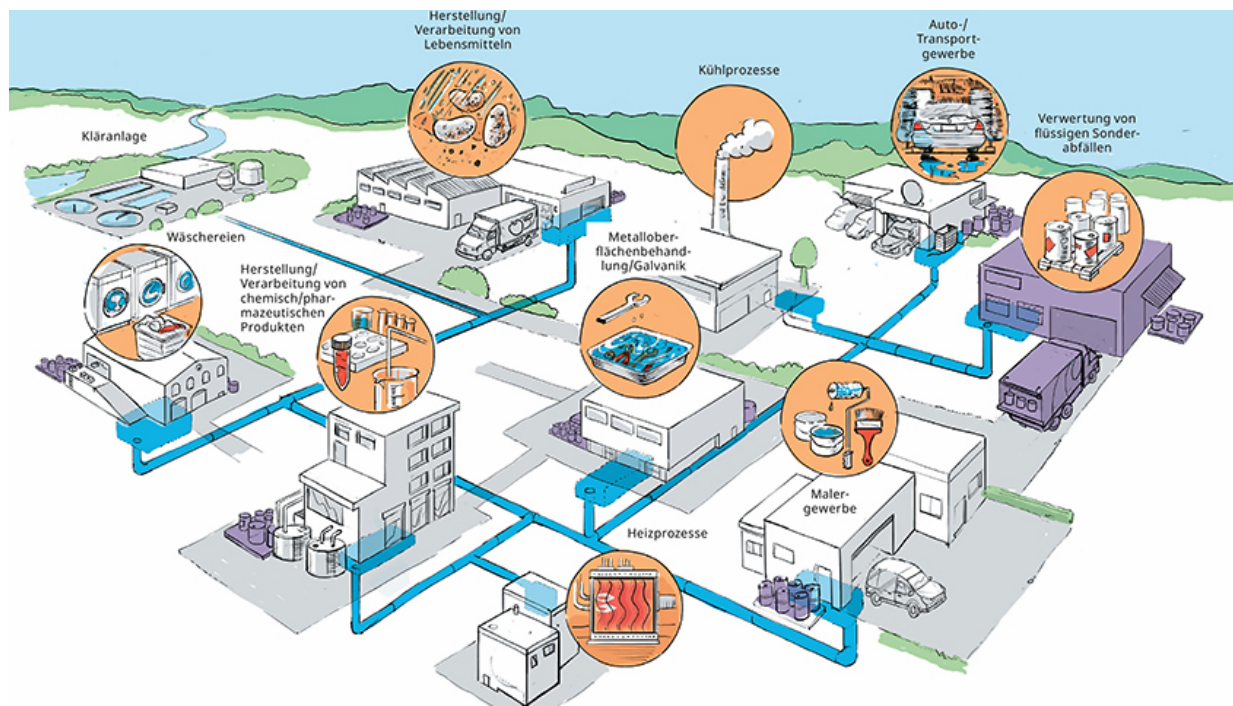 Herstellung/
Verarbeitung von
Lebensmitteln
Auto-/
Transport-
gewerbe
Kühlprozesse
Verwertung von
flüssigen Sonder-
abfällen
Kläranlage
Wäschereien
Herstellung/
Verarbeitung von
chemisch/phar-
mazeutischen
Produkten
Metallober-
flächenbehand-
lung/Galvanik
Maler-
gewerbe
Heizprozesse